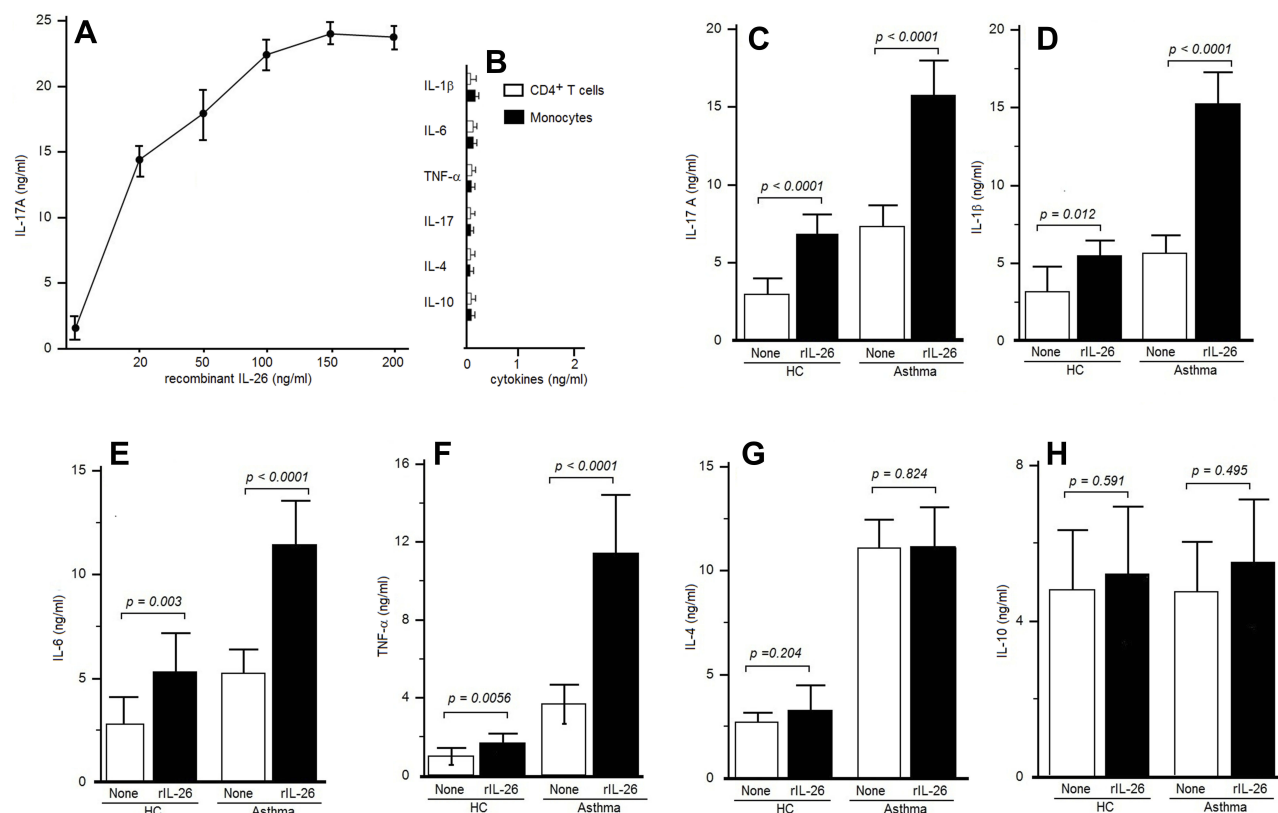 A
25
20
15
10
5
0
IL-17A (ng/ml)
20 50 100 150 200
recombinant IL-26 (ng/ml)
B
CD4+ T cells
Monocytes
IL-1β
IL-6
TNF-α
IL-17
IL-4
IL-10
0 1 2
cytokines (ng/ml)
C
20
15
10
5
0
IL-17 A (ng/ml)
p < 0.0001
p < 0.0001
None rIL-26 None rIL-26
HC Asthma
D
20
15
10
5
0
IL-1β (ng/ml)
p < 0.0001
p = 0.012
None rIL-26 None rIL-26
HC Asthma
E
15
10
5
0
IL-6 (ng/ml)
p < 0.0001
p = 0.003
None rIL-26 None rIL-26
HC Asthma
F
16
12
8
4
0
TNF-α (ng/ml)
p < 0.0001
p = 0.0056
None rIL-26 None rIL-26
HC Asthma
G
15
10
5
0
IL-4 (ng/ml)
p = 0.824
p =0.204
None rIL-26 None rIL-26
HC Asthma
H
8
4
0
IL-10 (ng/ml)
p = 0.591
p = 0.495
None rIL-26 None rIL-26
HC Asthma